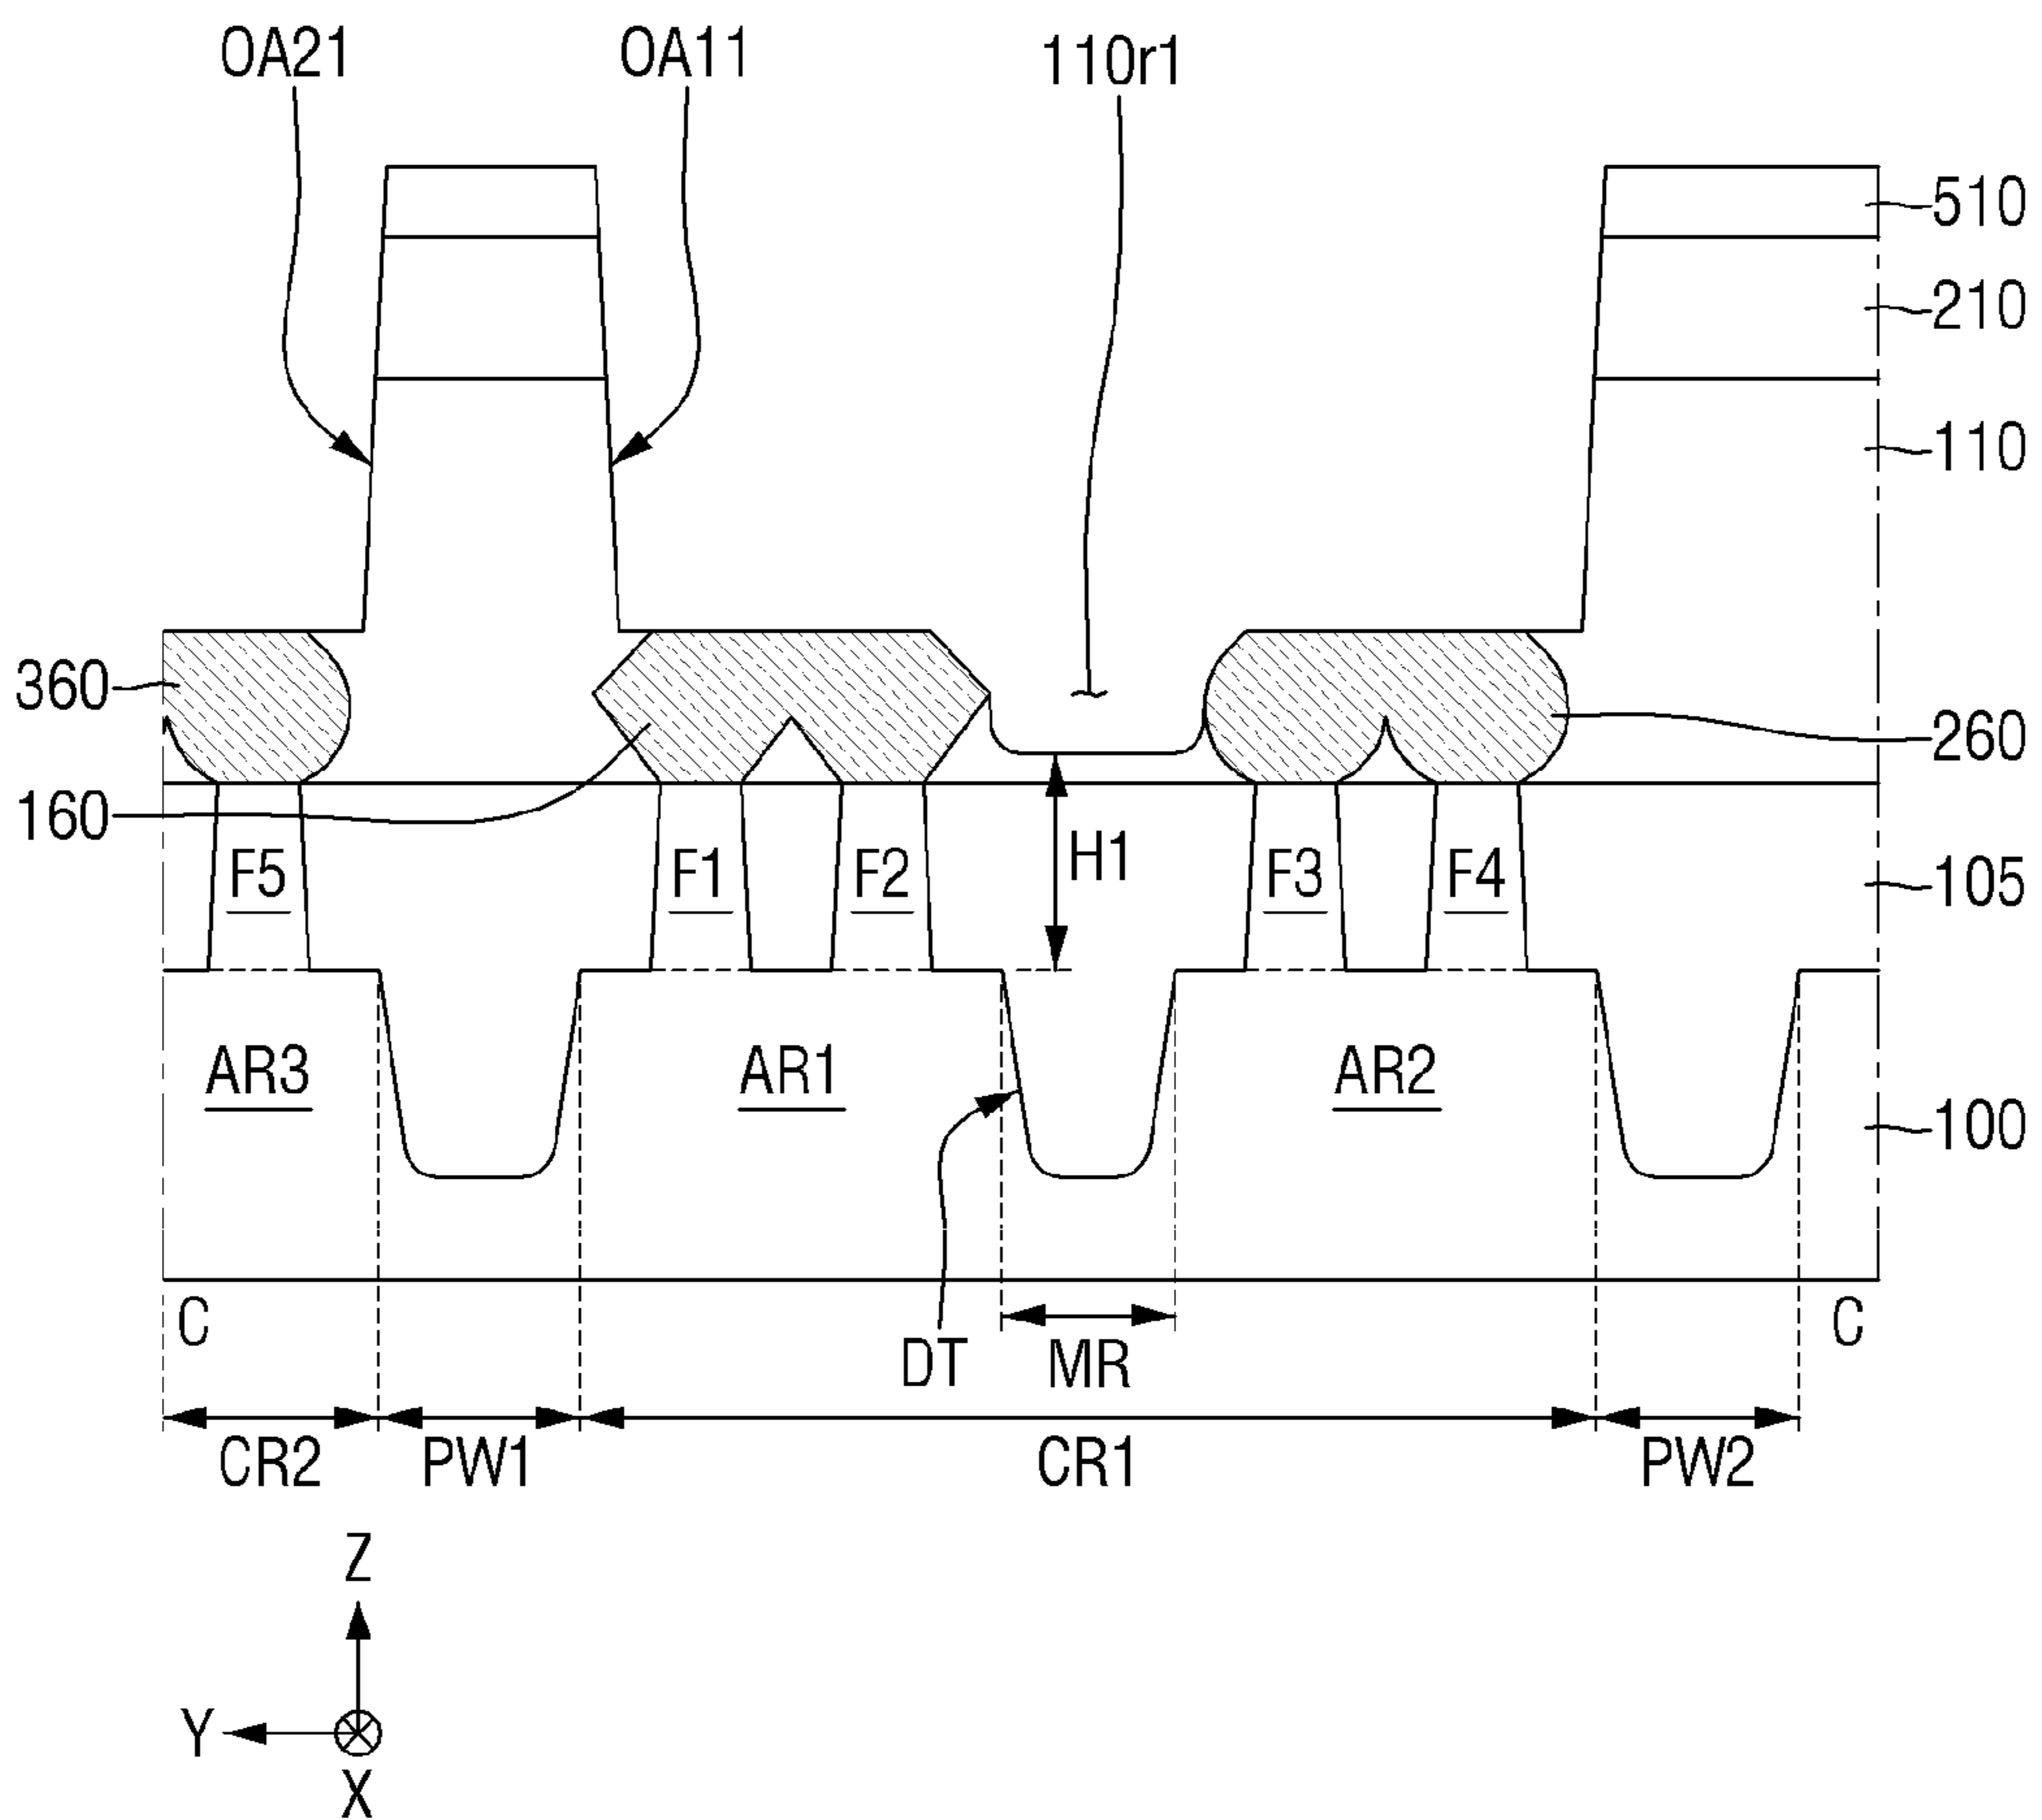 OA21 OA11 110r1
510
210
110
360
260
160
H1
F5 F1 F2 F3 F4
105
AR3 AR1 AR2
100
C C
DT MR
CR2 PW1 CR1 PW2
Z
Y
X